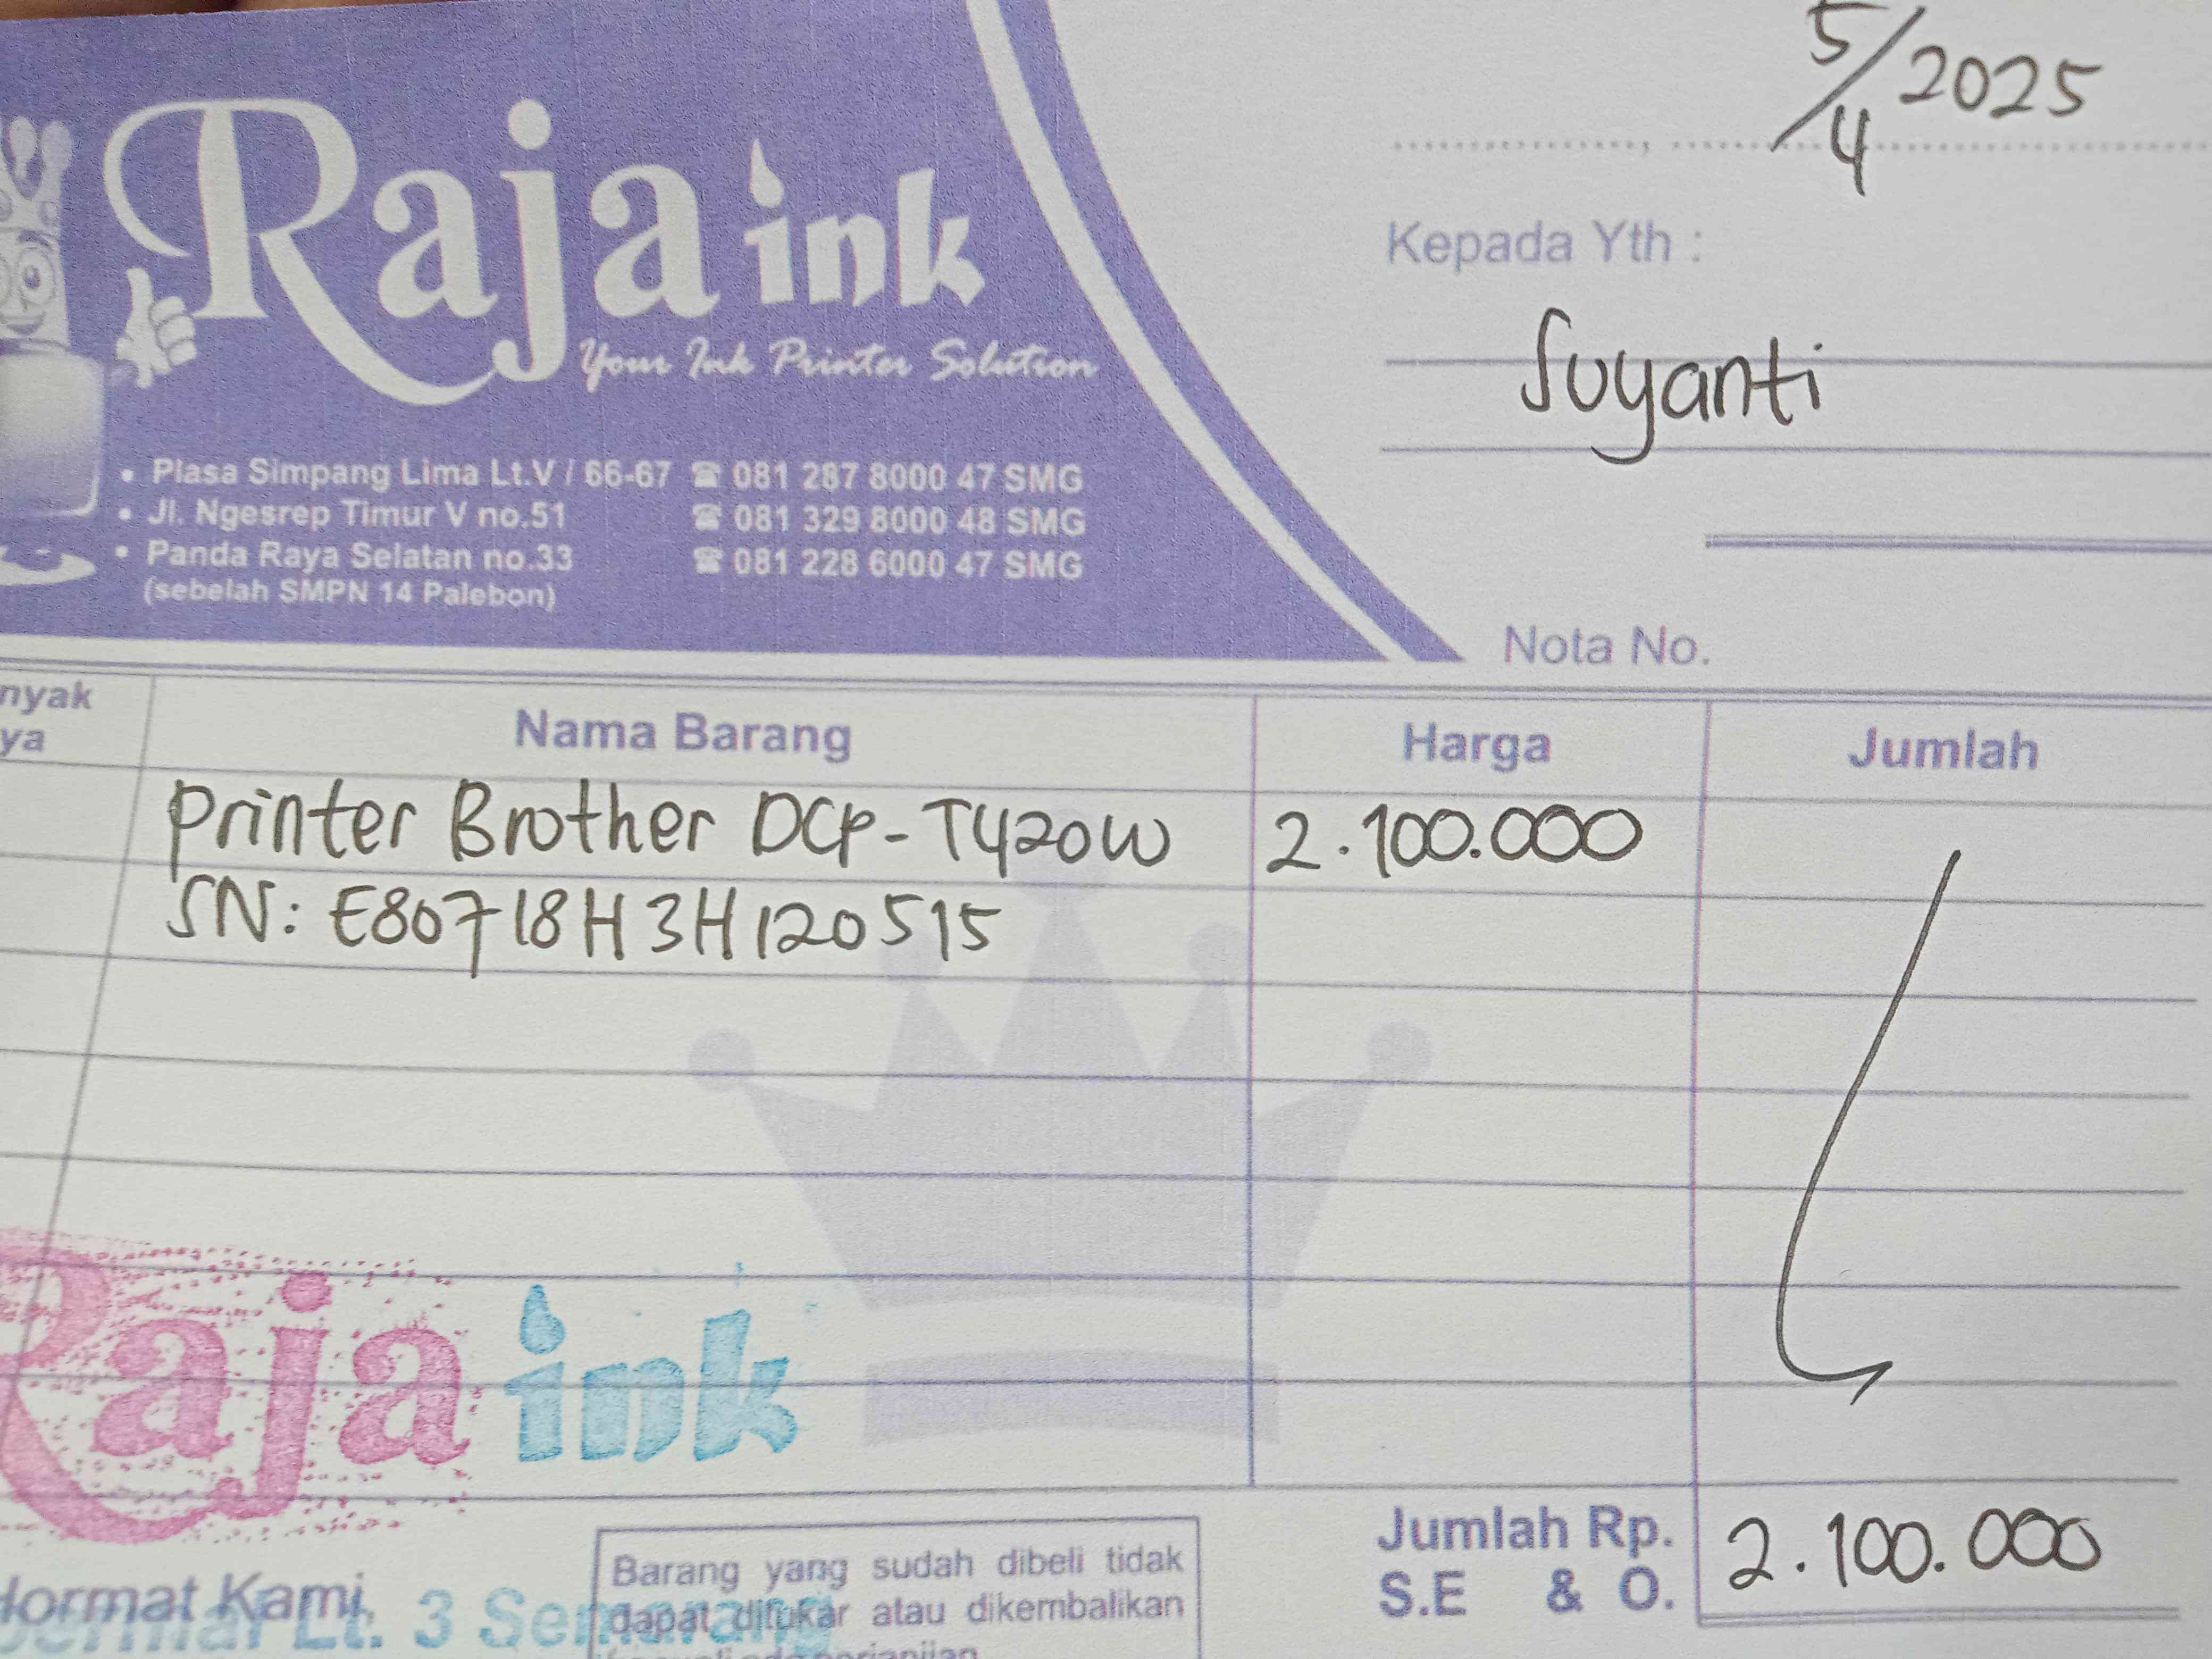 5/4 2025
Raja ink
Your Ink Printer Solution
• Plasa Simpang Lima Lt.V / 66-67 ☎ 081 287 8000 47 SMG
• Jl. Ngesrep Timur V no.51 ☎ 081 329 8000 48 SMG
• Panda Raya Selatan no.33 ☎ 081 228 6000 47 SMG
(sebelah SMPN 14 Palebon)
Kepada Yth :
Suyanti
Nota No.
nyak
ya
Nama Barang Harga Jumlah
Printer Brother DCP-T420W 2.100.000
SN: E80718H3H120515
Raja ink
Hormat Kami,
Lt. 3 Semarang
Barang yang sudah dibeli tidak
dapat ditukar atau dikembalikan
Jumlah Rp. 2.100.000
S.E & O.